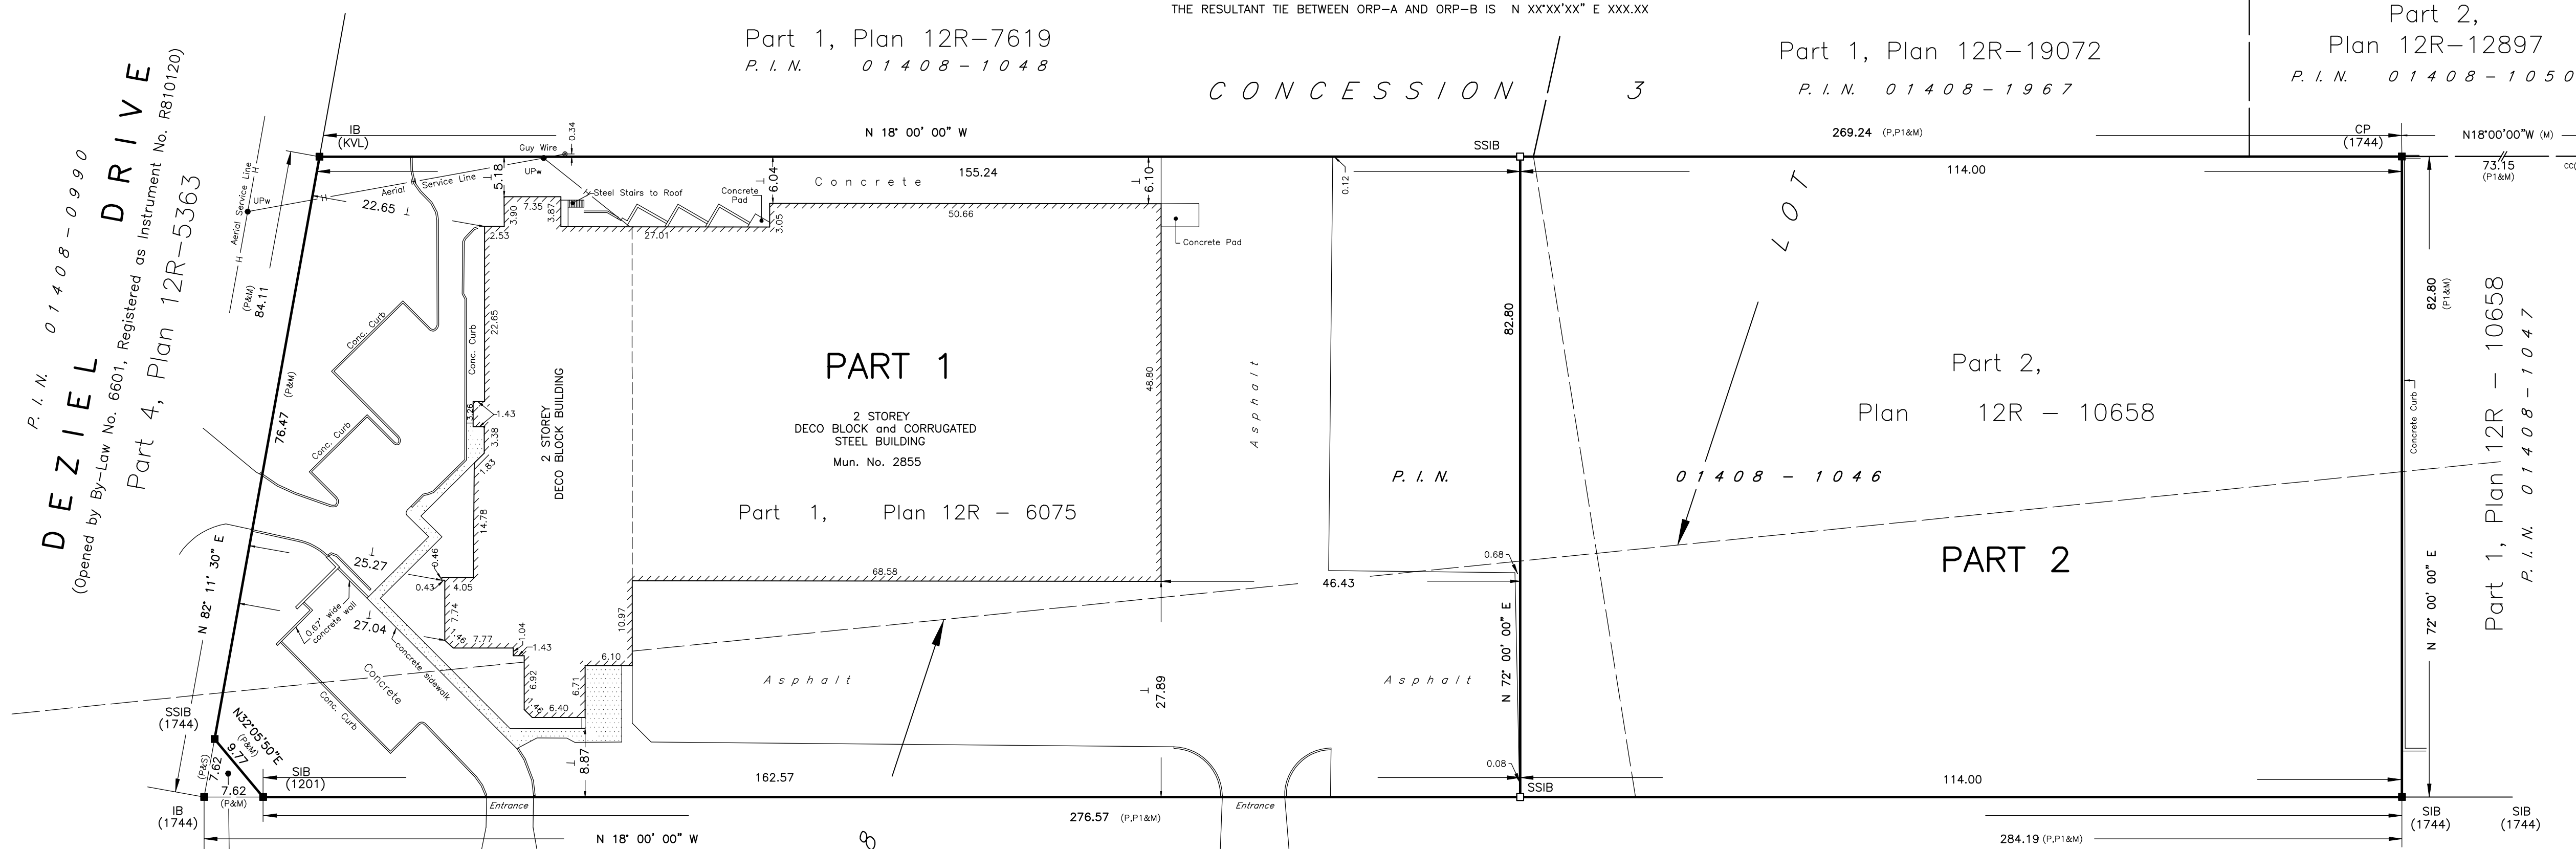 THE RESULTANT TIE BETWEEN ORP-A AND ORP-B IS N XX°XX'XX" E XXX.XX
Part 1, Plan 12R-7619
P. I. N. 01408-1048
CONCESSION 3
Part 1, Plan 12R-19072
P. I. N. 01408-1967
Part 2,
Plan 12R-12897
P. I. N. 01408-1050
P. I. N. 01408-0990
DEZIEL DRIVE
(Opened by By-Law No. 6601, Registered as Instrument No. R810120)
Part 4, Plan 12R-5363
IB
(KVL)
N 18° 00' 00" W
269.24 (P,P1&M)
CP
(1744)
N18°00'00"W (M)
73.15
(P1&M)
SSIB
155.24
114.00
0.34
Guy Wire
UPw
Aerial H Service Line
H
Aerial Service Line
H
H
UPw
22.65
84.11
(P&M)
76.47 (P&M)
N 82° 11' 30" E
5.18
Steel Stairs to Roof
Concrete
Pad
6.04
Concrete
6.10
0.12
7.35
3.90
3.87
2.53
27.01
3.05
50.66
Concrete Pad
LOT
22.65
Conc. Curb
Conc. Curb
Conc. Curb
3.26
1.43
3.38
1.83
14.78
2 STOREY
DECO BLOCK BUILDING
PART 1
2 STOREY
DECO BLOCK and CORRUGATED
STEEL BUILDING
Mun. No. 2855
Part 1, Plan 12R - 6075
48.80
Asphalt
82.80
P. I. N. 01408 - 1046
Part 2,
Plan 12R - 10658
PART 2
82.80
(P1&M)
Concrete Curb
N 72° 00' 00" E
Part 1, Plan 12R - 10658
P. I. N. 01408-1047
25.27
0.46
0.43
4.05
7.74
27.04
0.67' wide
concrete wall
1.46
7.77
1.04
1.43
6.92
1.46
6.40
6.71
6.10
10.97
68.58
46.43
0.68
N 72° 00' 00" E
Concrete
concrete sidewalk
Conc. Curb
Asphalt
Asphalt
27.89
8.87
0.08
SSIB
(1744)
N32°05'50"E
(P&M)
9.77
(P&S)
7.62
7.62
(P&M)
SIB
(1201)
IB
(1744)
162.57
114.00
SSIB
Entrance
Entrance
276.57 (P,P1&M)
N 18° 00' 00" W
8
284.19 (P,P1&M)
SIB
(1744)
SIB
(1744)